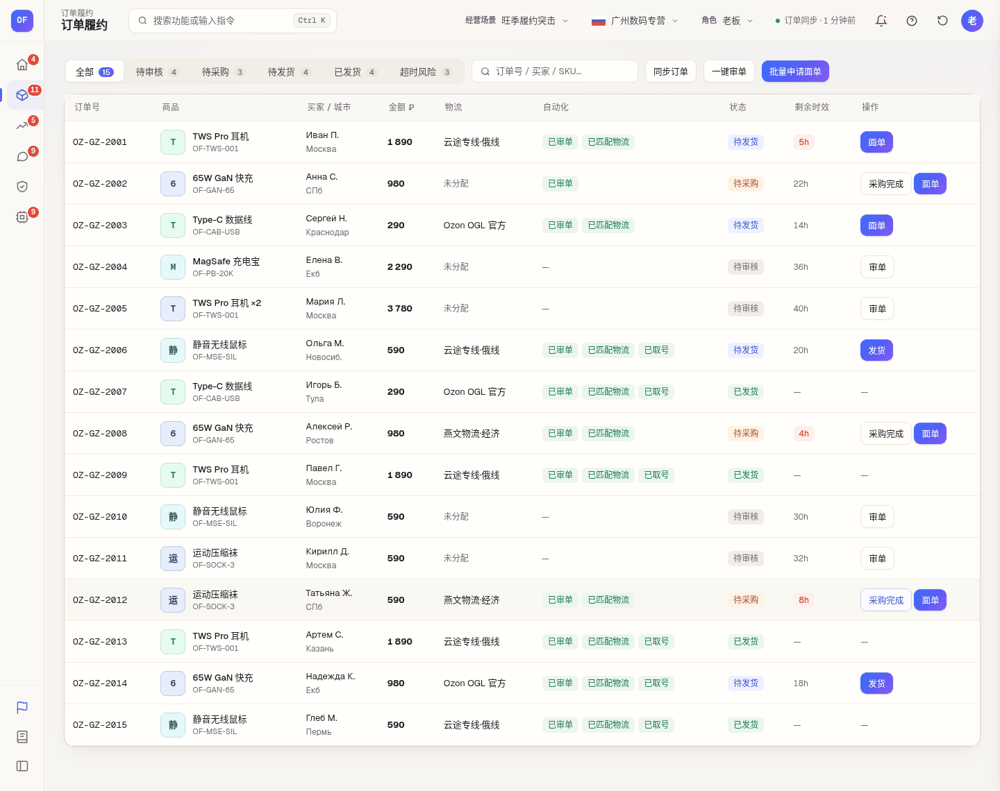 OF
订单履约
订单履约
搜索功能或输入指令
Ctrl K
经营场景 旺季履约突击
广州数码专营
角色 老板
订单同步 · 1 分钟前
老
4
11
5
9
9
全部 15
待审核 4
待采购 3
待发货 4
已发货 4
超时风险 3
订单号 / 买家 / SKU...
同步订单
一键审单
批量申请面单
订单号 商品 买家 / 城市 金额 ₽ 物流 自动化 状态 剩余时效 操作
OZ-GZ-2001 T TWS Pro 耳机 Иван П. 1 890 云途专线·俄线 已审单 已匹配物流 待发货 5h 面单
OF-TWS-001 Москва
OZ-GZ-2002 6 65W GaN 快充 Анна С. 980 未分配 已审单 待采购 22h 采购完成 面单
OF-GAN-65 СПб
OZ-GZ-2003 T Type-C 数据线 Сергей Н. 290 Ozon OGL 官方 已审单 已匹配物流 待发货 14h 面单
OF-CAB-USB Краснодар
OZ-GZ-2004 M MagSafe 充电宝 Елена В. 2 290 未分配 — 待审核 36h 审单
OF-PB-20K Екб
OZ-GZ-2005 T TWS Pro 耳机 ×2 Мария Л. 3 780 未分配 — 待审核 40h 审单
OF-TWS-001 Москва
OZ-GZ-2006 静 静音无线鼠标 Ольга М. 590 云途专线·俄线 已审单 已匹配物流 已取号 待发货 20h 发货
OF-MSE-SIL Новосиб.
OZ-GZ-2007 T Type-C 数据线 Игорь Б. 290 Ozon OGL 官方 已审单 已匹配物流 已取号 已发货 — —
OF-CAB-USB Тула
OZ-GZ-2008 6 65W GaN 快充 Алексей Р. 980 燕文物流·经济 已审单 已匹配物流 待采购 4h 采购完成 面单
OF-GAN-65 Ростов
OZ-GZ-2009 T TWS Pro 耳机 Павел Г. 1 890 云途专线·俄线 已审单 已匹配物流 已取号 已发货 — —
OF-TWS-001 Москва
OZ-GZ-2010 静 静音无线鼠标 Юлия Ф. 590 未分配 — 待审核 30h 审单
OF-MSE-SIL Воронеж
OZ-GZ-2011 运 运动压缩袜 Кирилл Д. 590 未分配 — 待审核 32h 审单
OF-SOCK-3 Москва
OZ-GZ-2012 运 运动压缩袜 Татьяна Ж. 590 燕文物流·经济 已审单 已匹配物流 待采购 8h 采购完成 面单
OF-SOCK-3 СПб
OZ-GZ-2013 T TWS Pro 耳机 Артем С. 1 890 云途专线·俄线 已审单 已匹配物流 已取号 已发货 — —
OF-TWS-001 Казань
OZ-GZ-2014 6 65W GaN 快充 Надежда К. 980 Ozon OGL 官方 已审单 已匹配物流 已取号 待发货 18h 发货
OF-GAN-65 Екб
OZ-GZ-2015 静 静音无线鼠标 Глеб М. 590 云途专线·俄线 已审单 已匹配物流 已取号 已发货 — —
OF-MSE-SIL Пермь